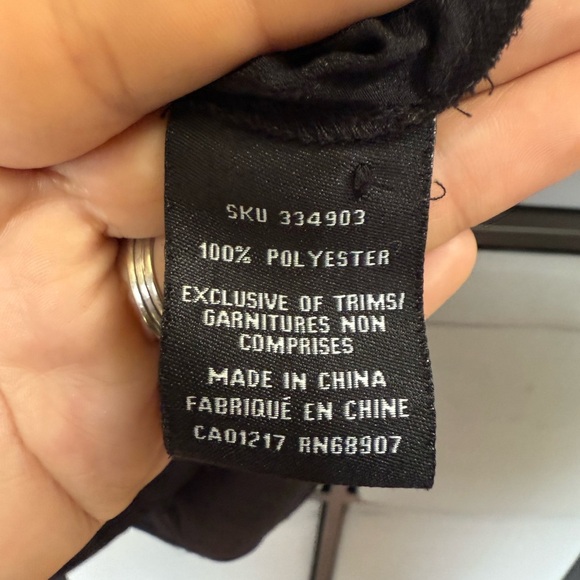 SKU 334903
100% POLYESTER
EXCLUSIVE OF TRIMS/
GARNITURES NON
COMPRISES
MADE IN CHINA
FABRIQUÉ EN CHINE
CA01217 RN68907